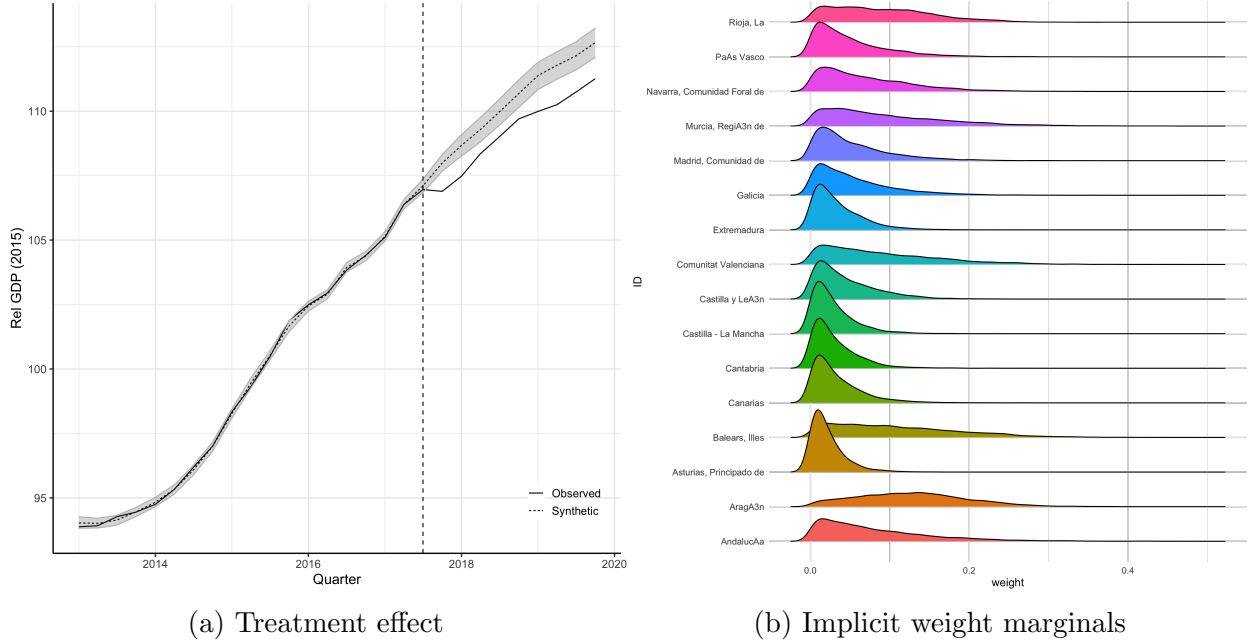 110
105
100
95
Rel GDP (2015)
Observed
Synthetic
2014
2016
2018
2020
Quarter
(a) Treatment effect
Rioja, La
PaAs Vasco
Navarra, Comunidad Foral de
Murcia, RegiA3n de
Madrid, Comunidad de
Galicia
Extremadura
Comunitat Valenciana
Castilla y LeA3n
Castilla - La Mancha
Cantabria
Canarias
Balears, Illes
Asturias, Principado de
AragA3n
AndalucAa
ID
0.0
0.2
0.4
weight
(b) Implicit weight marginals